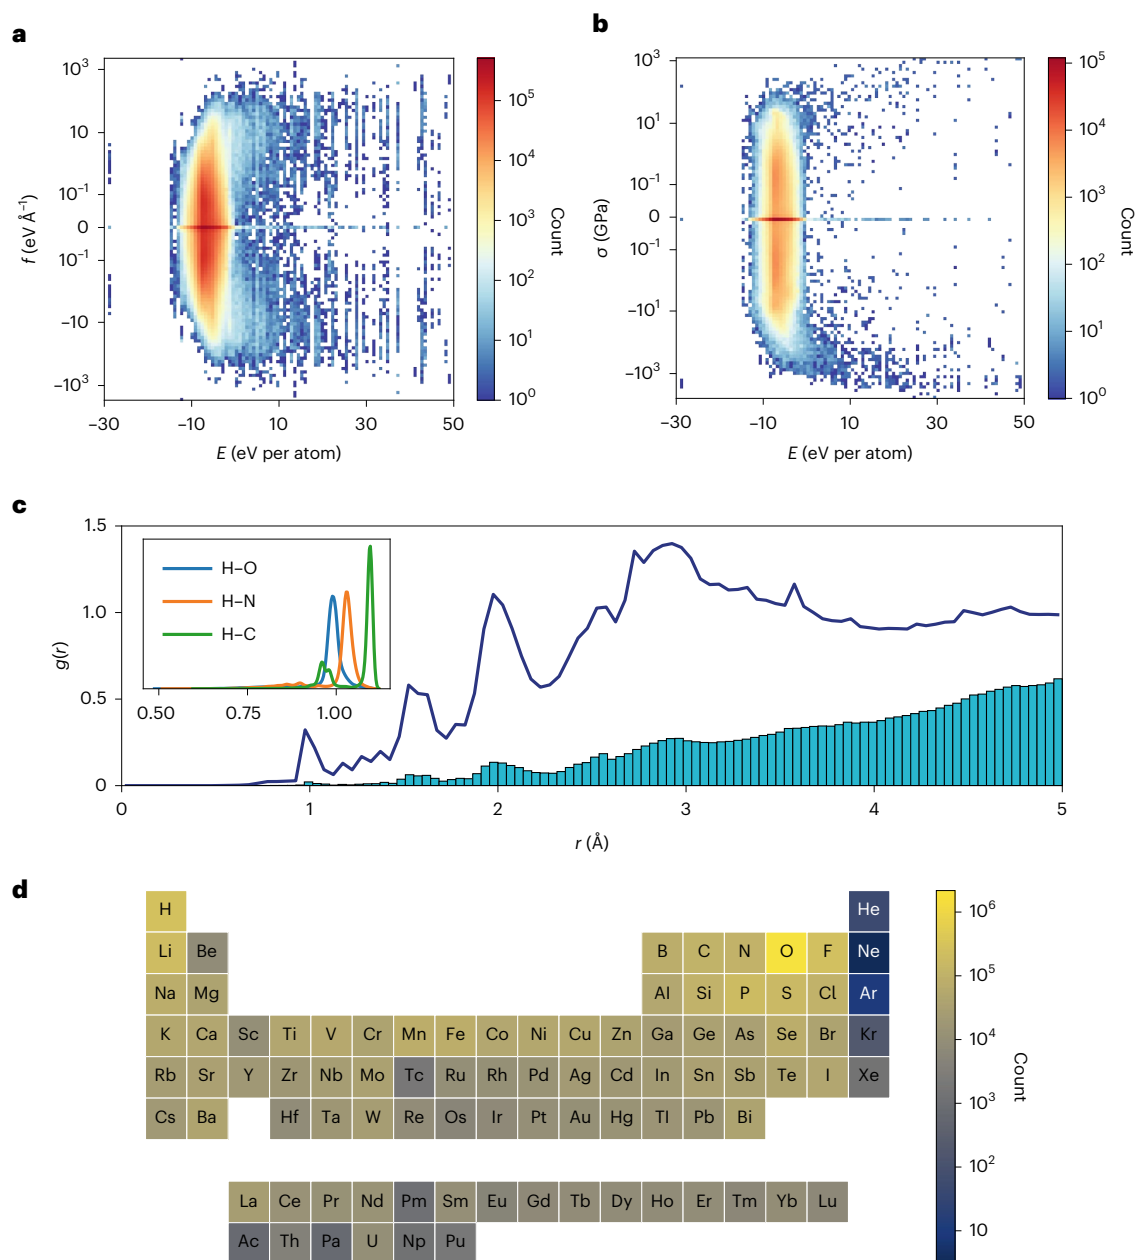 a
b
10³
10
10⁻¹
0
10⁻¹
−10
−10³
f (eV Å⁻¹)
−30 −10 10 30 50
E (eV per atom)
10⁵
10⁴
10³
10²
10¹
10⁰
Count
10³
10¹
10⁻¹
0
10⁻¹
−10¹
−10³
σ (GPa)
−30 −10 10 30 50
E (eV per atom)
10⁵
10⁴
10³
10²
10¹
10⁰
Count
c
1.5
1.0
0.5
0
g(r)
H–O
H–N
H–C
0.50 0.75 1.00
0 1 2 3 4 5
r (Å)
d
H He
Li Be B C N O F Ne
Na Mg Al Si P S Cl Ar
K Ca Sc Ti V Cr Mn Fe Co Ni Cu Zn Ga Ge As Se Br Kr
Rb Sr Y Zr Nb Mo Tc Ru Rh Pd Ag Cd In Sn Sb Te I Xe
Cs Ba Hf Ta W Re Os Ir Pt Au Hg Tl Pb Bi
La Ce Pr Nd Pm Sm Eu Gd Tb Dy Ho Er Tm Yb Lu
Ac Th Pa U Np Pu
10⁶
10⁵
10⁴
10³
10²
10
Count